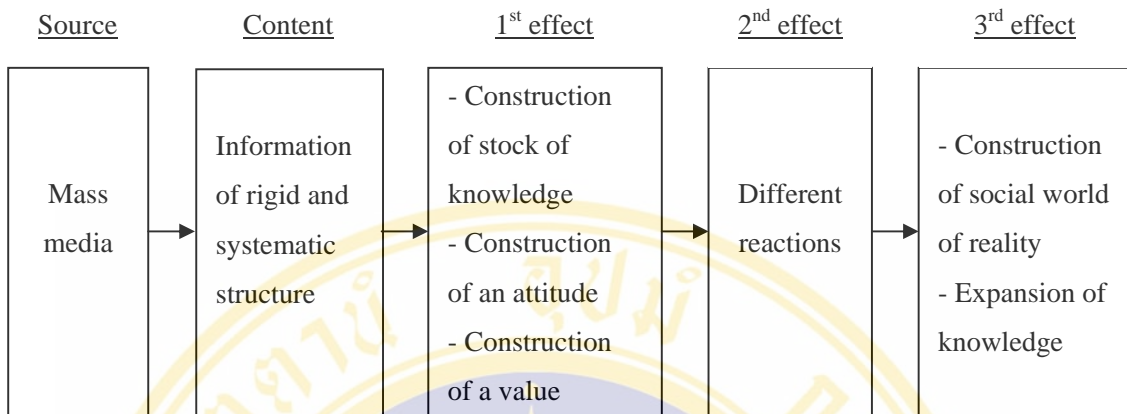 Source
Content
1st effect
2nd effect
3rd effect
Mass
media
Information
of rigid and
systematic
structure
- Construction
of stock of
knowledge
- Construction
of an attitude
- Construction
of a value
Different
reactions
- Construction
of social world
of reality
- Expansion of
knowledge